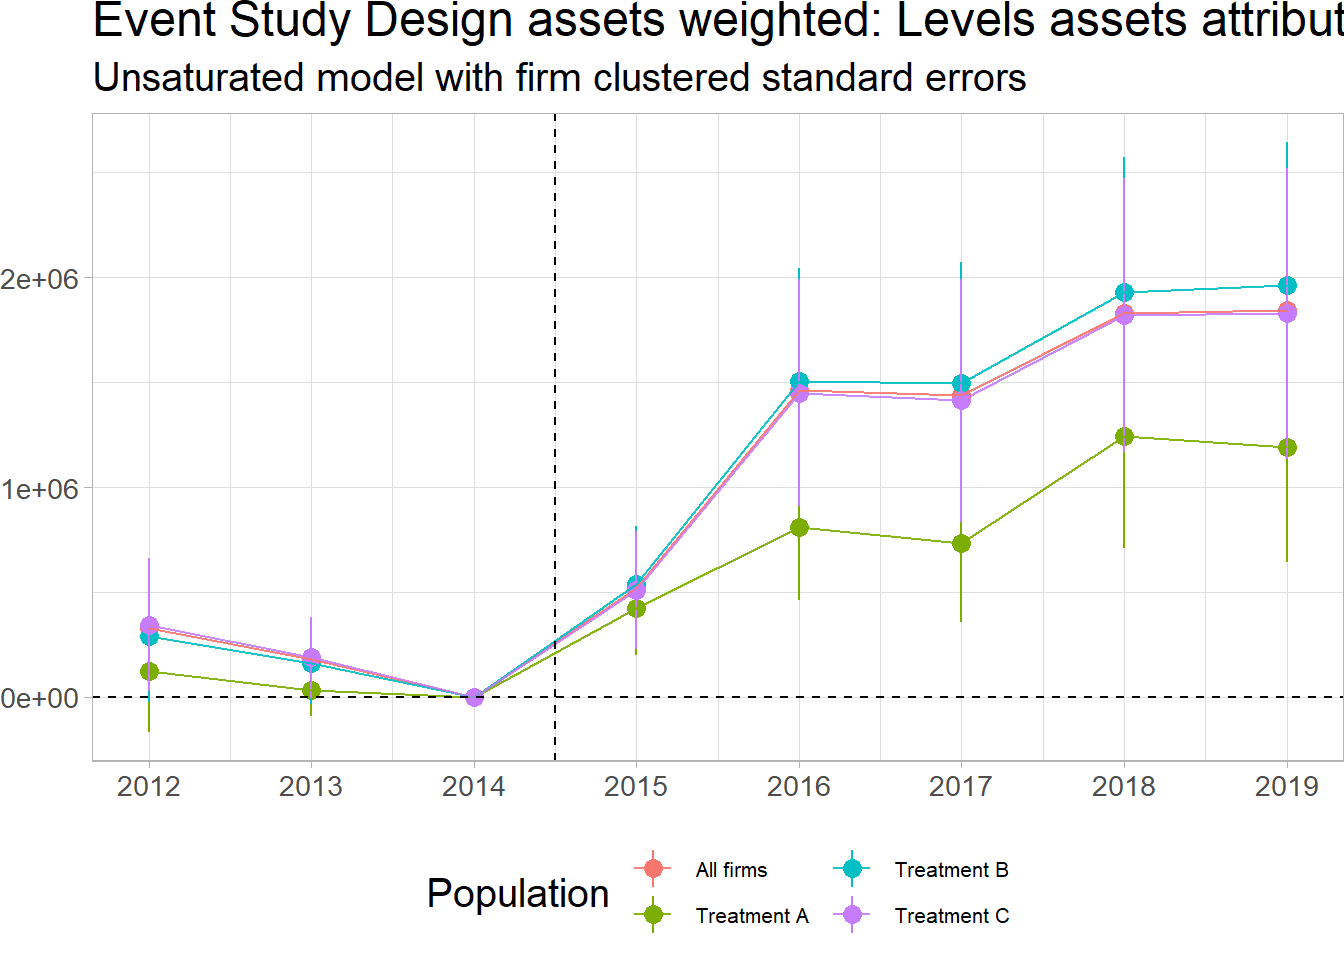 Event Study Design assets weighted: Levels assets attribut
Unsaturated model with firm clustered standard errors
2e+06
1e+06
0e+00
2012 2013 2014 2015 2016 2017 2018 2019
Population
All firms
Treatment A
Treatment B
Treatment C